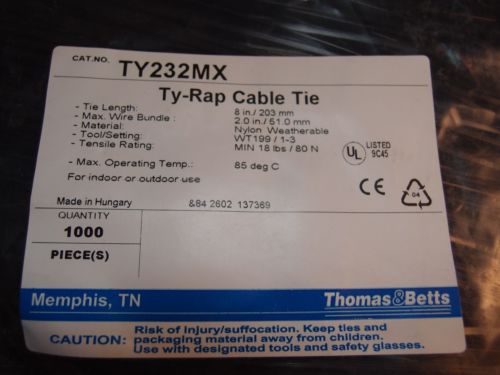 CAT.NO. TY232MX
Ty-Rap Cable Tie
- Tie Length: 8 in./ 203 mm
- Max. Wire Bundle : 2.0 in./ 51.0 mm
- Material: Nylon Weatherable
- Tool/Setting: WT199 / 1-3
- Tensile Rating: MIN 18 lbs / 80 N
- Max. Operating Temp.: 85 deg C
For indoor or outdoor use
UL LISTED
9C45
CE 04
Made in Hungary &84 2602 137369
QUANTITY
1000
PIECE(S)
Memphis, TN Thomas&Betts
CAUTION: Risk of injury/suffocation. Keep ties and
packaging material away from children.
Use with designated tools and safety glasses.